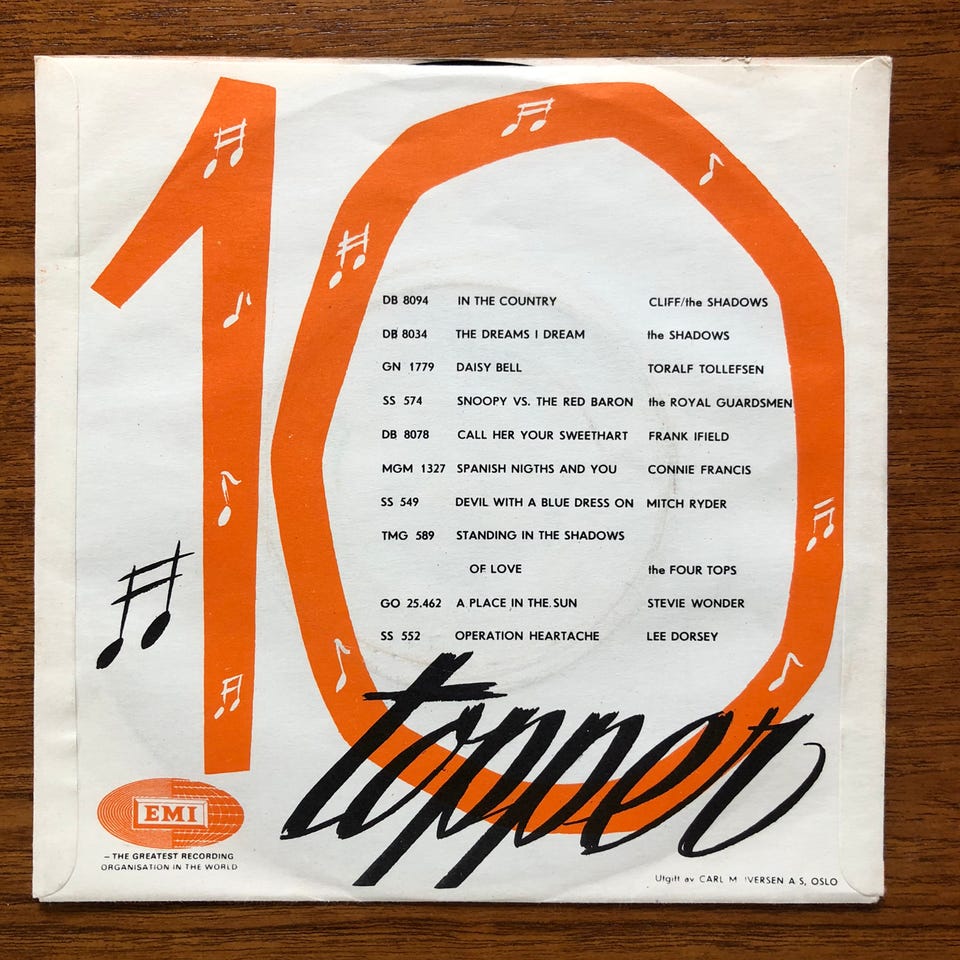 10
DB 8094 IN THE COUNTRY CLIFF/the SHADOWS
DB 8034 THE DREAMS I DREAM the SHADOWS
GN 1779 DAISY BELL TORALF TOLLEFSEN
SS 574 SNOOPY VS. THE RED BARON the ROYAL GUARDSMEN
DB 8078 CALL HER YOUR SWEETHART FRANK IFIELD
MGM 1327 SPANISH NIGTHS AND YOU CONNIE FRANCIS
SS 549 DEVIL WITH A BLUE DRESS ON MITCH RYDER
TMG 589 STANDING IN THE SHADOWS
OF LOVE the FOUR TOPS
GO 25.462 A PLACE IN THE SUN STEVIE WONDER
SS 552 OPERATION HEARTACHE LEE DORSEY
topper
EMI
– THE GREATEST RECORDING
ORGANISATION IN THE WORLD
Utgitt av CARL M IVERSEN A S, OSLO